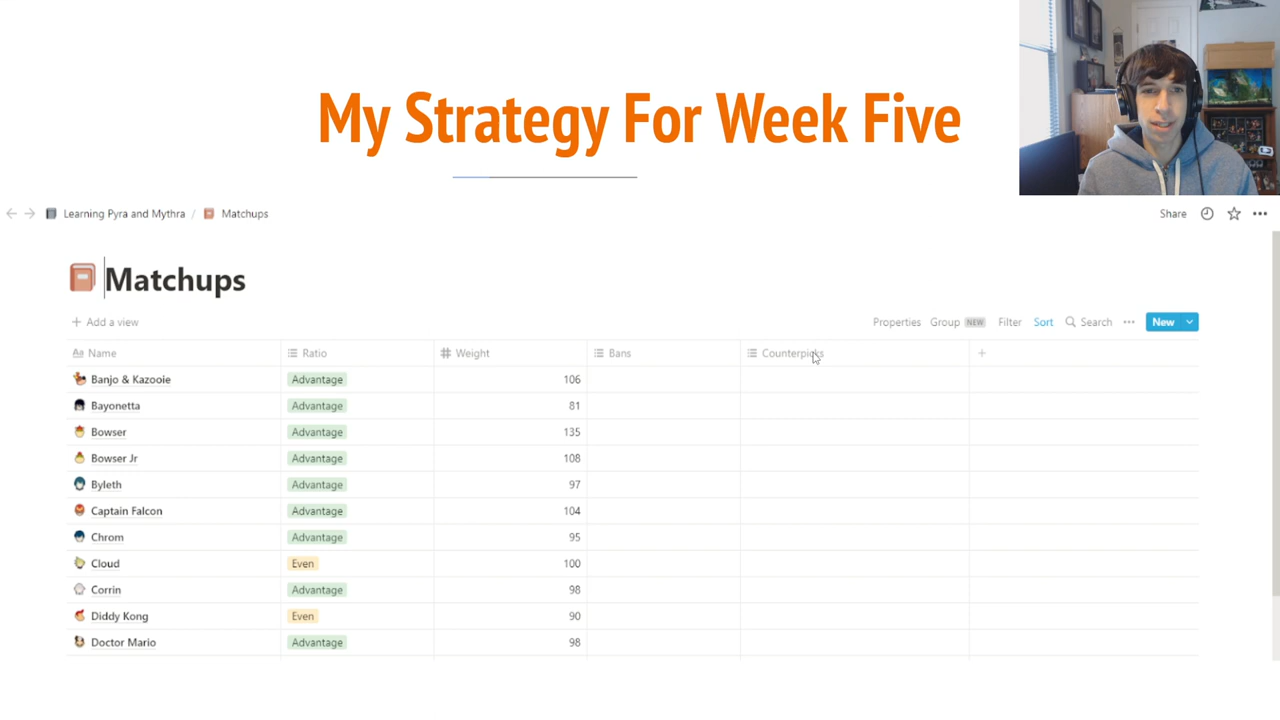 My Strategy For Week Five
Learning Pyra and Mythra / Matchups
Share
Matchups
+ Add a view
Properties Group NEW Filter Sort Search ••• New
Aa Name Ratio # Weight Bans Counterpicks +
Banjo & Kazooie Advantage 106
Bayonetta Advantage 81
Bowser Advantage 135
Bowser Jr Advantage 108
Byleth Advantage 97
Captain Falcon Advantage 104
Chrom Advantage 95
Cloud Even 100
Corrin Advantage 98
Diddy Kong Even 90
Doctor Mario Advantage 98